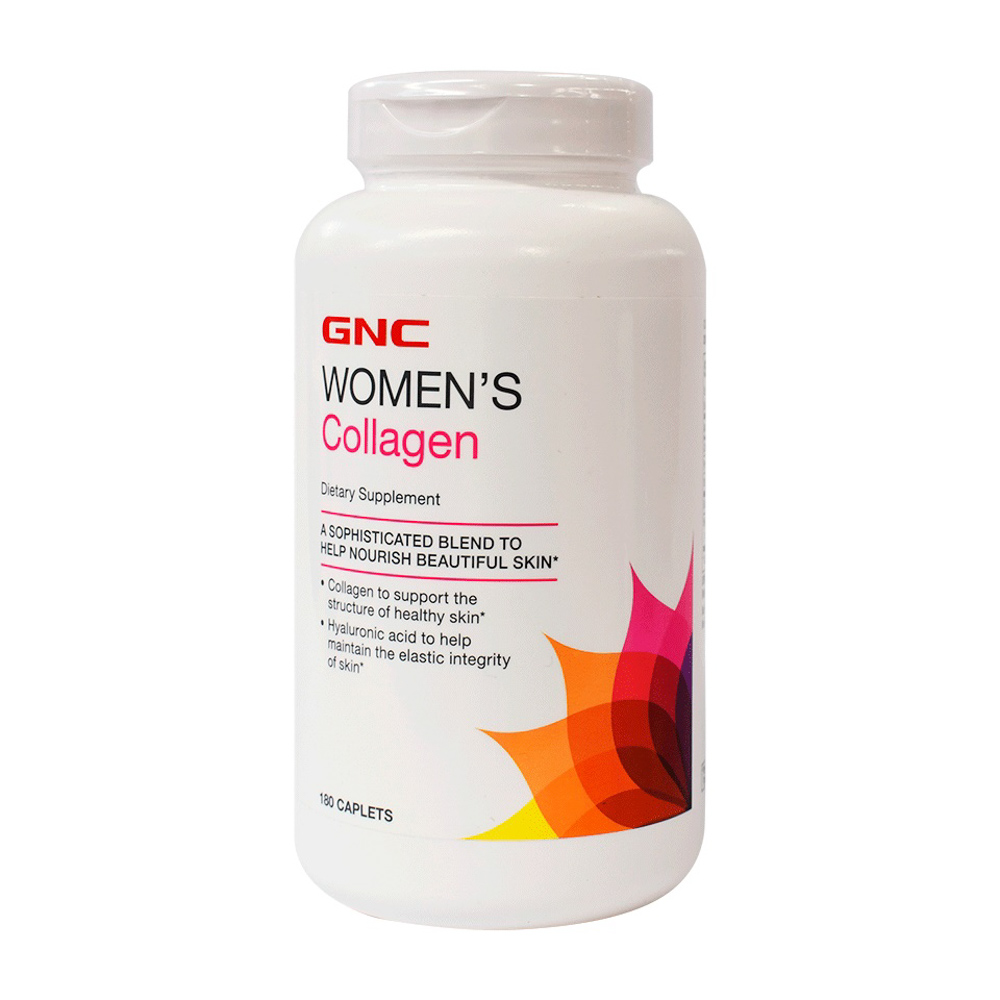 GNC
WOMEN'S
Collagen
Dietary Supplement
A SOPHISTICATED BLEND TO
HELP NOURISH BEAUTIFUL SKIN*
• Collagen to support the
structure of healthy skin*
• Hyaluronic acid to help
maintain the elastic integrity
of skin*
180 CAPLETS